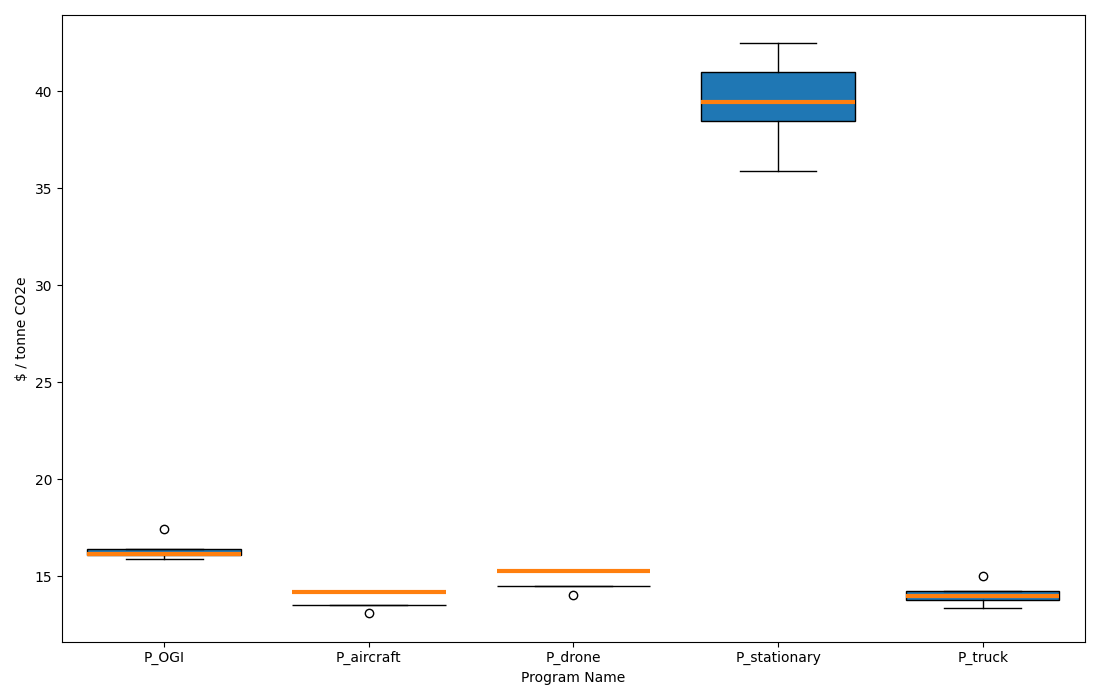 $ / tonne CO2e
40
35
30
25
20
15
P_OGI P_aircraft P_drone P_stationary P_truck
Program Name